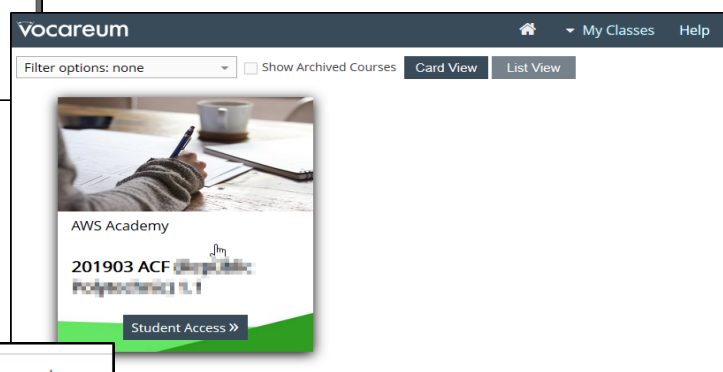 Vocareum
My Classes Help
Filter options: none Show Archived Courses Card View List View
AWS Academy
201903 ACF
Student Access »